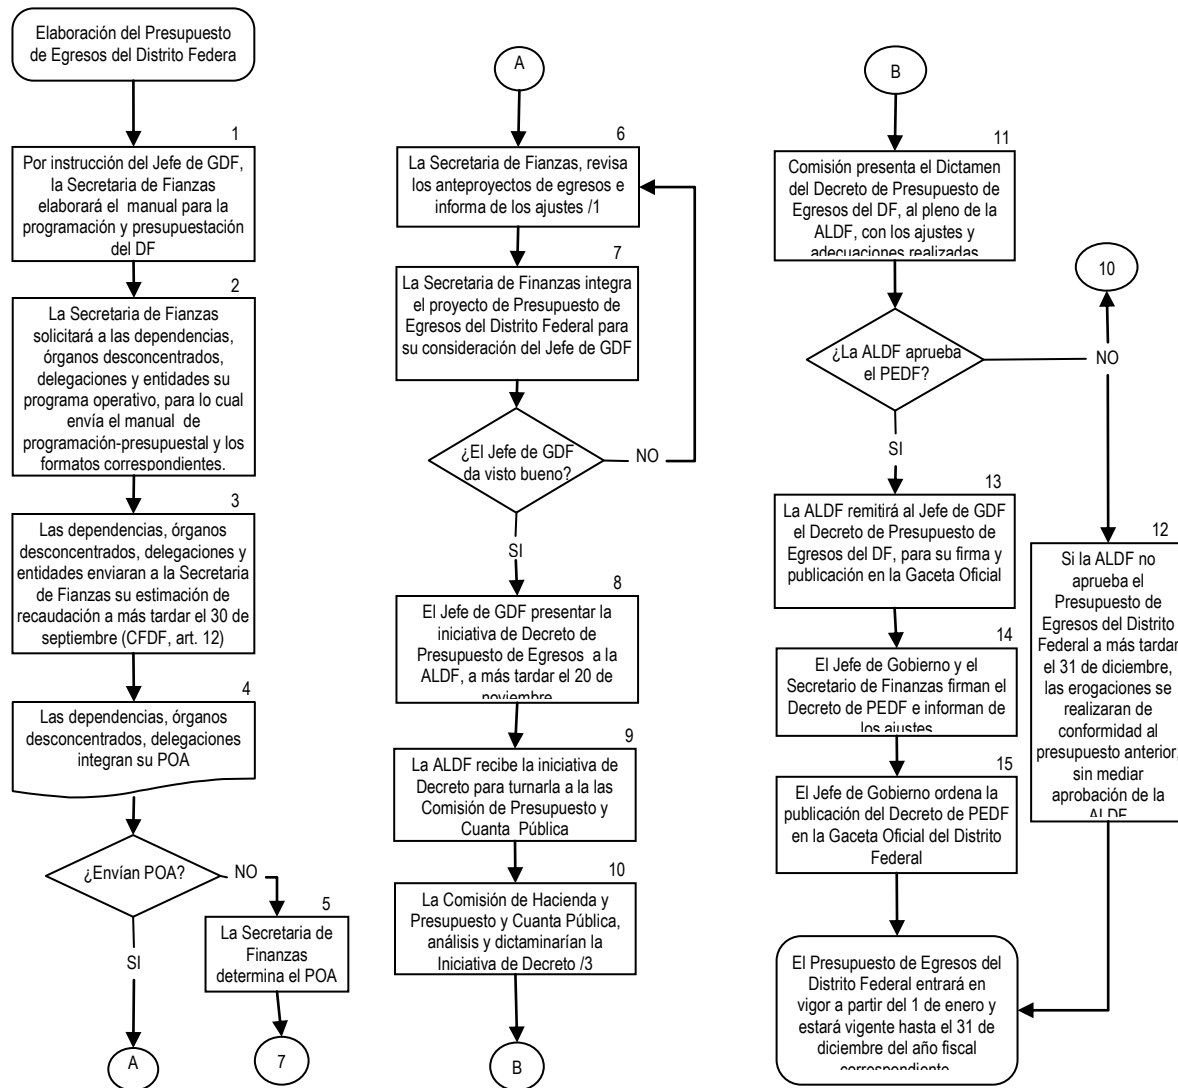 Elaboración del Presupuesto
de Egresos del Distrito Federa
1
Por instrucción del Jefe de GDF,
la Secretaria de Fianzas
elaborará el manual para la
programación y presupuestación
del DF
2
La Secretaria de Fianzas
solicitará a las dependencias,
órganos desconcentrados,
delegaciones y entidades su
programa operativo, para lo cual
envía el manual de
programación-presupuestal y los
formatos correspondientes.
3
Las dependencias, órganos
desconcentrados, delegaciones y
entidades enviaran a la Secretaria
de Fianzas su estimación de
recaudación a más tardar el 30 de
septiembre (CFDF, art. 12)
4
Las dependencias, órganos
desconcentrados, delegaciones
integran su POA
¿Envían POA?
NO
SI
5
La Secretaria de
Finanzas
determina el POA
A
7
A
6
La Secretaria de Fianzas, revisa
los anteproyectos de egresos e
informa de los ajustes /1
7
La Secretaria de Finanzas integra
el proyecto de Presupuesto de
Egresos del Distrito Federal para
su consideración del Jefe de GDF
¿El Jefe de GDF
da visto bueno?
NO
SI
8
El Jefe de GDF presentar la
iniciativa de Decreto de
Presupuesto de Egresos a la
ALDF, a más tardar el 20 de
noviembre
9
La ALDF recibe la iniciativa de
Decreto para turnarla a la las
Comisión de Presupuesto y
Cuanta Pública
10
La Comisión de Hacienda y
Presupuesto y Cuanta Pública,
análisis y dictaminarían la
Iniciativa de Decreto /3
B
B
11
Comisión presenta el Dictamen
del Decreto de Presupuesto de
Egresos del DF, al pleno de la
ALDF, con los ajustes y
adecuaciones realizadas
10
¿La ALDF aprueba
el PEDF?
NO
SI
13
La ALDF remitirá al Jefe de GDF
el Decreto de Presupuesto de
Egresos del DF, para su firma y
publicación en la Gaceta Oficial
12
Si la ALDF no
aprueba el
Presupuesto de
Egresos del Distrito
Federal a más tardar
el 31 de diciembre,
las erogaciones se
realizaran de
conformidad al
presupuesto anterior,
sin mediar
aprobación de la
ALDF
14
El Jefe de Gobierno y el
Secretario de Finanzas firman el
Decreto de PEDF e informan de
los ajustes
15
El Jefe de Gobierno ordena la
publicación del Decreto de PEDF
en la Gaceta Oficial del Distrito
Federal
El Presupuesto de Egresos del
Distrito Federal entrará en
vigor a partir del 1 de enero y
estará vigente hasta el 31 de
diciembre del año fiscal
correspondiente